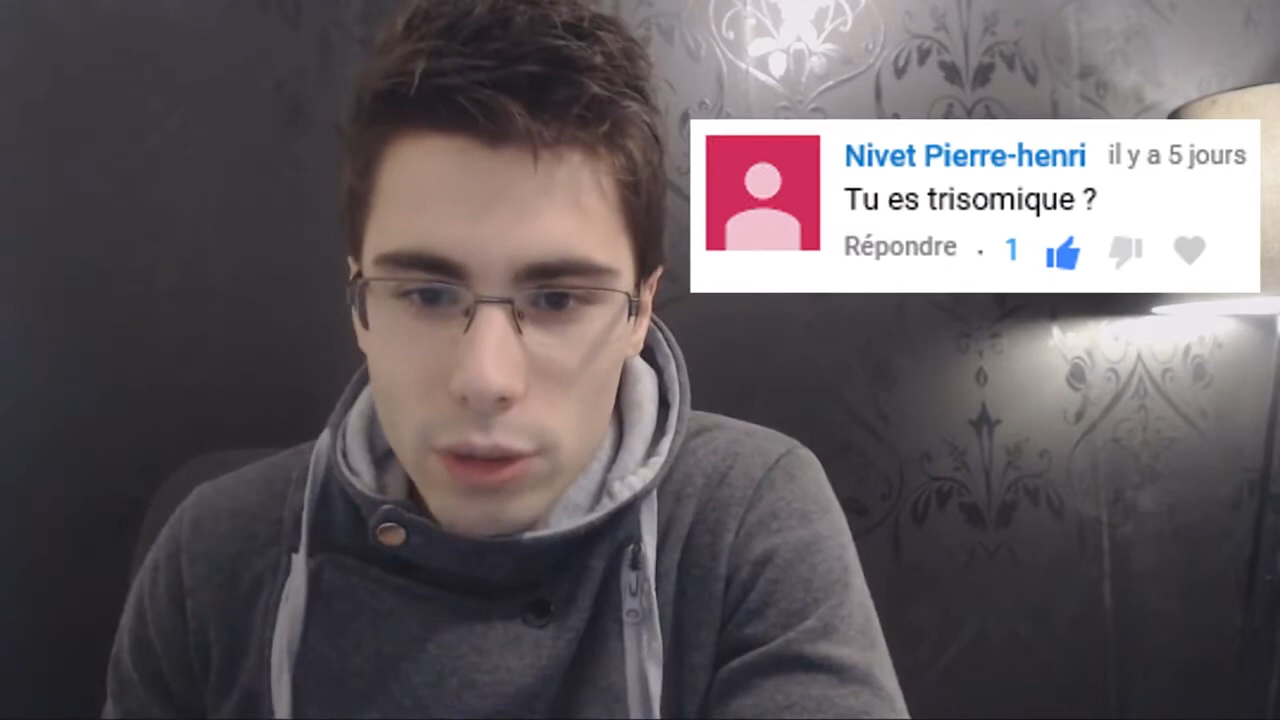 Nivet Pierre-henri il y a 5 jours
Tu es trisomique ?
Répondre · 1